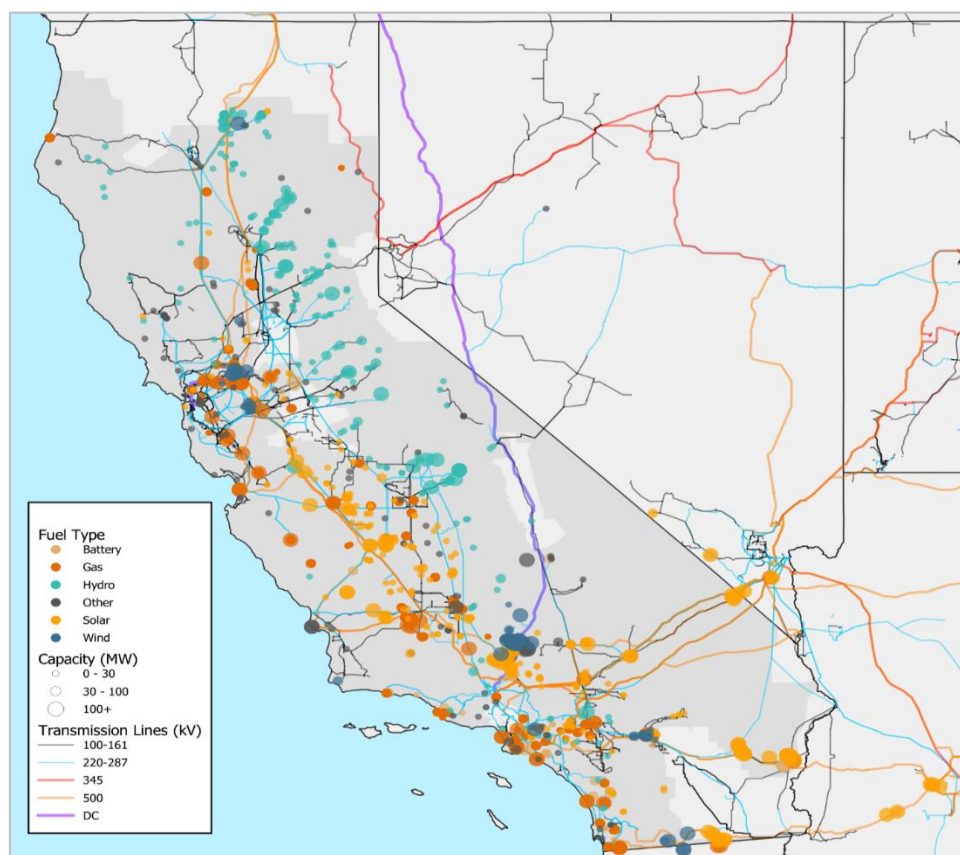 Fuel Type
Battery
Gas
Hydro
Other
Solar
Wind
Capacity (MW)
0 - 30
30 - 100
100+
Transmission Lines (kV)
100-161
220-287
345
500
DC